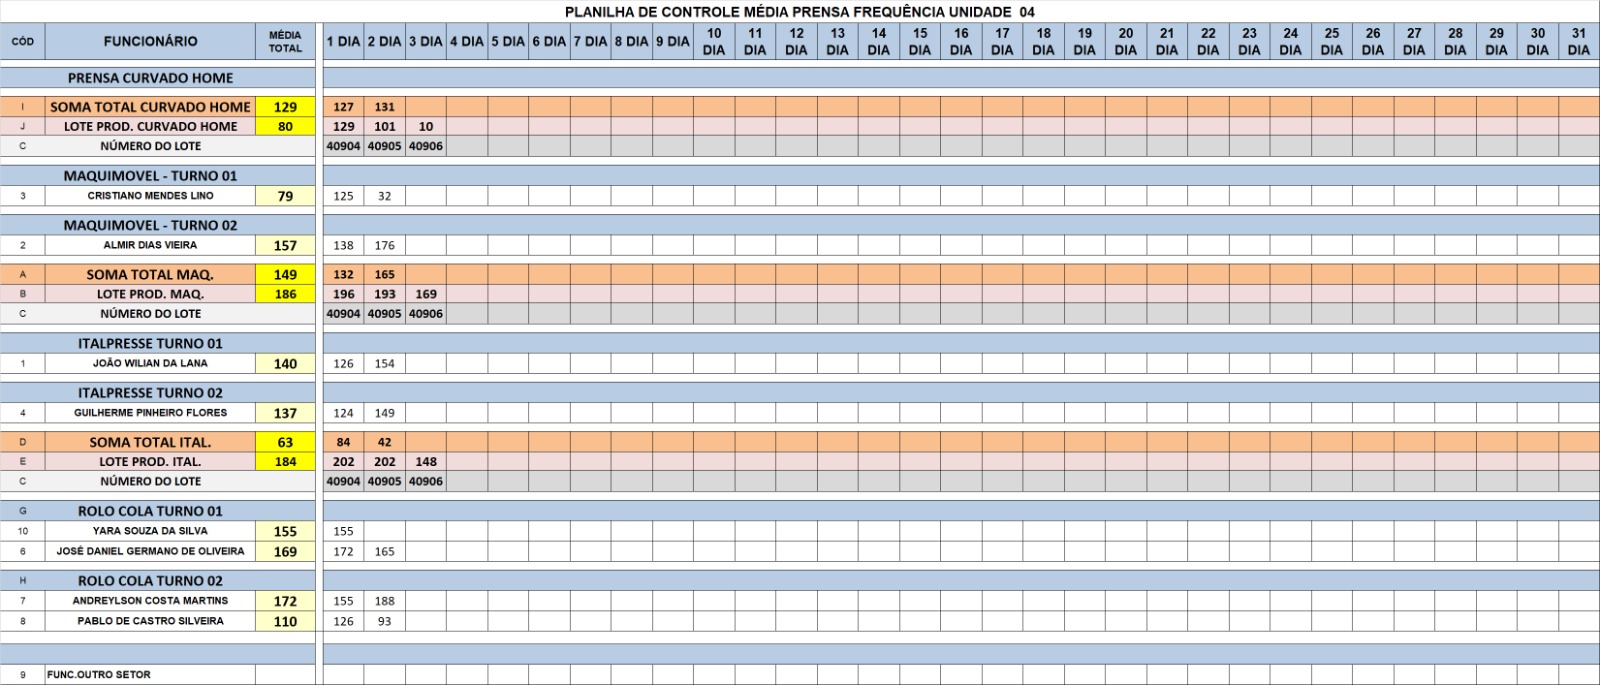 PLANILHA DE CONTROLE MÉDIA PRENSA FREQUÊNCIA UNIDADE 04
CÓD FUNCIONÁRIO MÉDIA TOTAL 1 DIA 2 DIA 3 DIA 4 DIA 5 DIA 6 DIA 7 DIA 8 DIA 9 DIA 10 DIA 11 DIA 12 DIA 13 DIA 14 DIA 15 DIA 16 DIA 17 DIA 18 DIA 19 DIA 20 DIA 21 DIA 22 DIA 23 DIA 24 DIA 25 DIA 26 DIA 27 DIA 28 DIA 29 DIA 30 DIA 31 DIA
PRENSA CURVADO HOME
I SOMA TOTAL CURVADO HOME 129 127 131
J LOTE PROD. CURVADO HOME 80 129 101 10
C NÚMERO DO LOTE 40904 40905 40906
MAQUIMOVEL - TURNO 01
3 CRISTIANO MENDES LINO 79 125 32
MAQUIMOVEL - TURNO 02
2 ALMIR DIAS VIEIRA 157 138 176
A SOMA TOTAL MAQ. 149 132 165
B LOTE PROD. MAQ. 186 196 193 169
C NÚMERO DO LOTE 40904 40905 40906
ITALPRESSE TURNO 01
1 JOÃO WILIAN DA LANA 140 126 154
ITALPRESSE TURNO 02
4 GUILHERME PINHEIRO FLORES 137 124 149
D SOMA TOTAL ITAL. 63 84 42
E LOTE PROD. ITAL. 184 202 202 148
C NÚMERO DO LOTE 40904 40905 40906
G ROLO COLA TURNO 01
10 YARA SOUZA DA SILVA 155 155
6 JOSÉ DANIEL GERMANO DE OLIVEIRA 169 172 165
H ROLO COLA TURNO 02
7 ANDREYLSON COSTA MARTINS 172 155 188
8 PABLO DE CASTRO SILVEIRA 110 126 93
9 FUNC.OUTRO SETOR